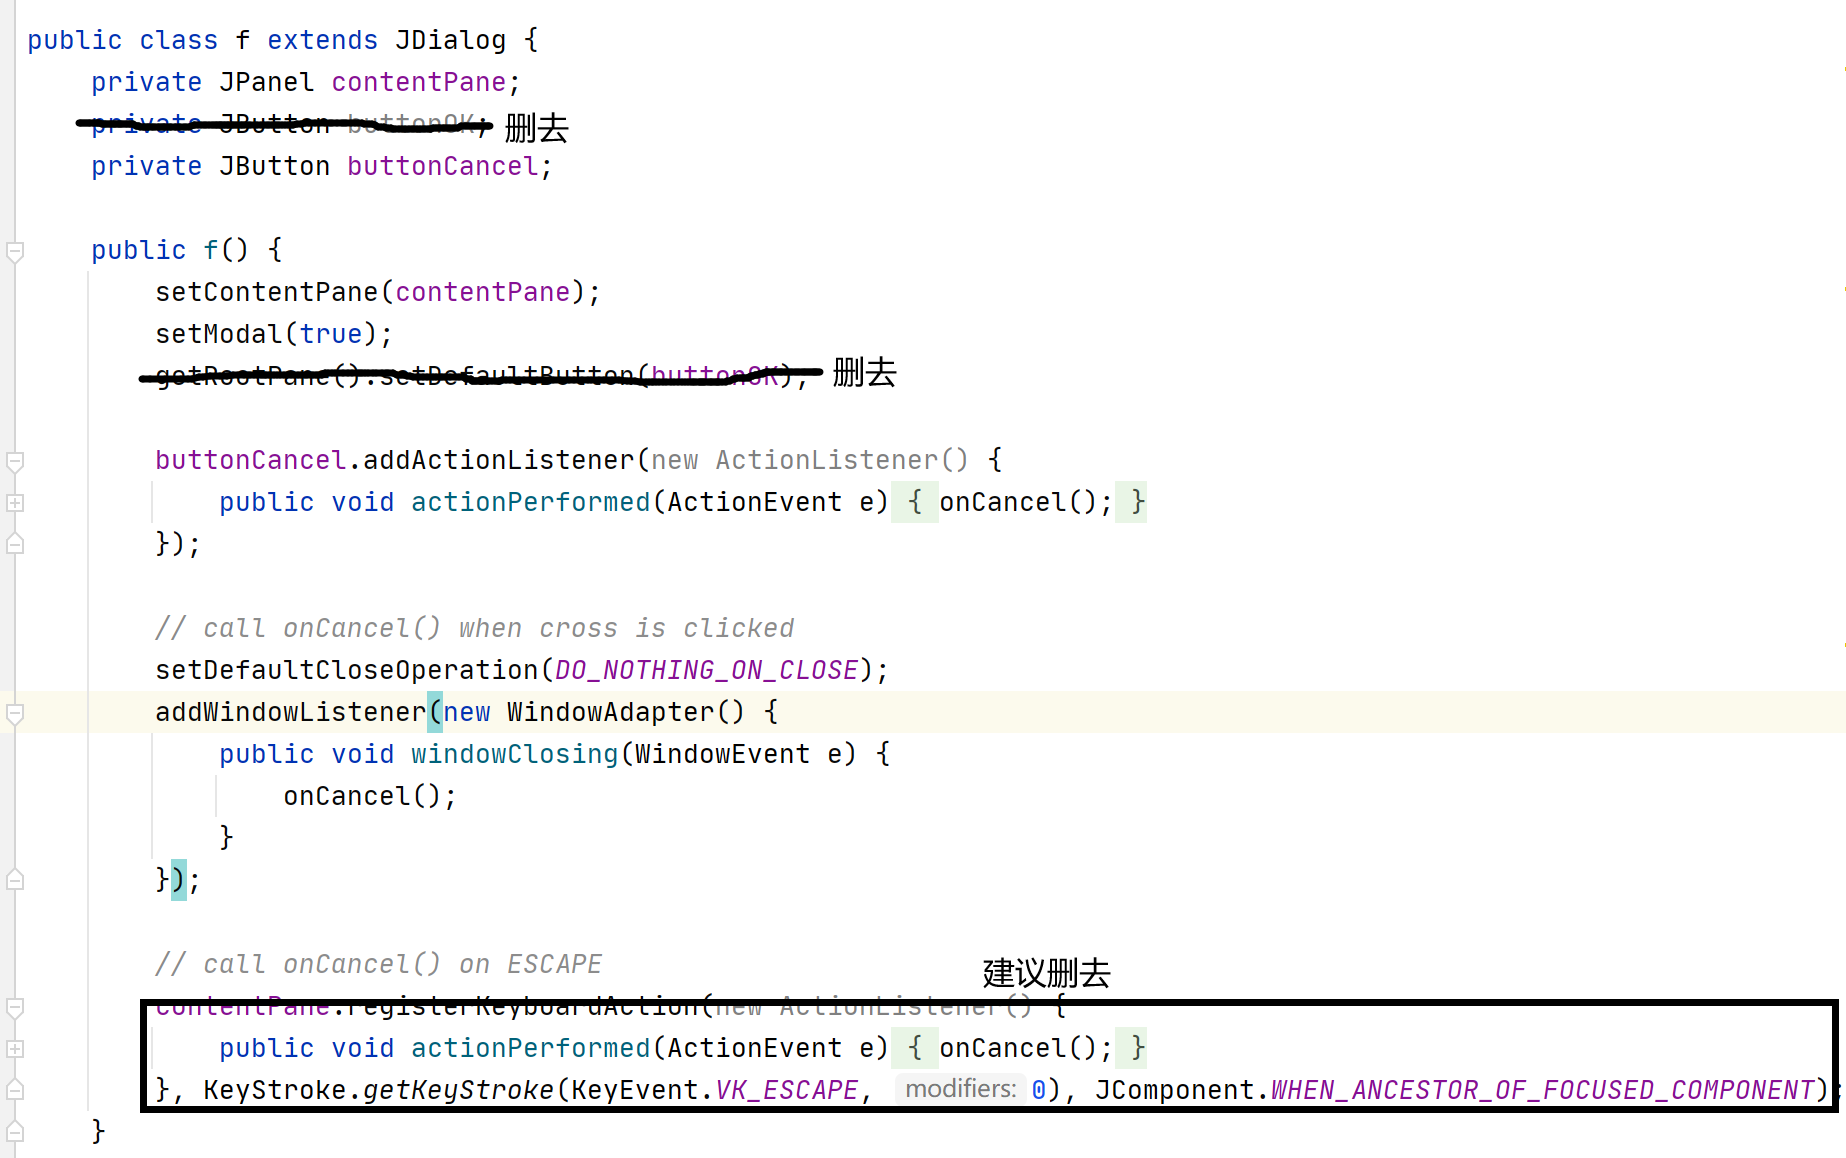 public class f extends JDialog {
private JPanel contentPane;
private JButton buttonOK; 删去
private JButton buttonCancel;
public f() {
setContentPane(contentPane);
setModal(true);
getRootPane().setDefaultButton(buttonOK); 删去
buttonCancel.addActionListener(new ActionListener() {
public void actionPerformed(ActionEvent e) { onCancel(); }
});
// call onCancel() when cross is clicked
setDefaultCloseOperation(DO_NOTHING_ON_CLOSE);
addWindowListener(new WindowAdapter() {
public void windowClosing(WindowEvent e) {
onCancel();
}
});
// call onCancel() on ESCAPE
建议删去
contentPane.registerKeyboardAction(new ActionListener() {
public void actionPerformed(ActionEvent e) { onCancel(); }
}, KeyStroke.getKeyStroke(KeyEvent.VK_ESCAPE, modifiers: 0), JComponent.WHEN_ANCESTOR_OF_FOCUSED_COMPONENT);
}